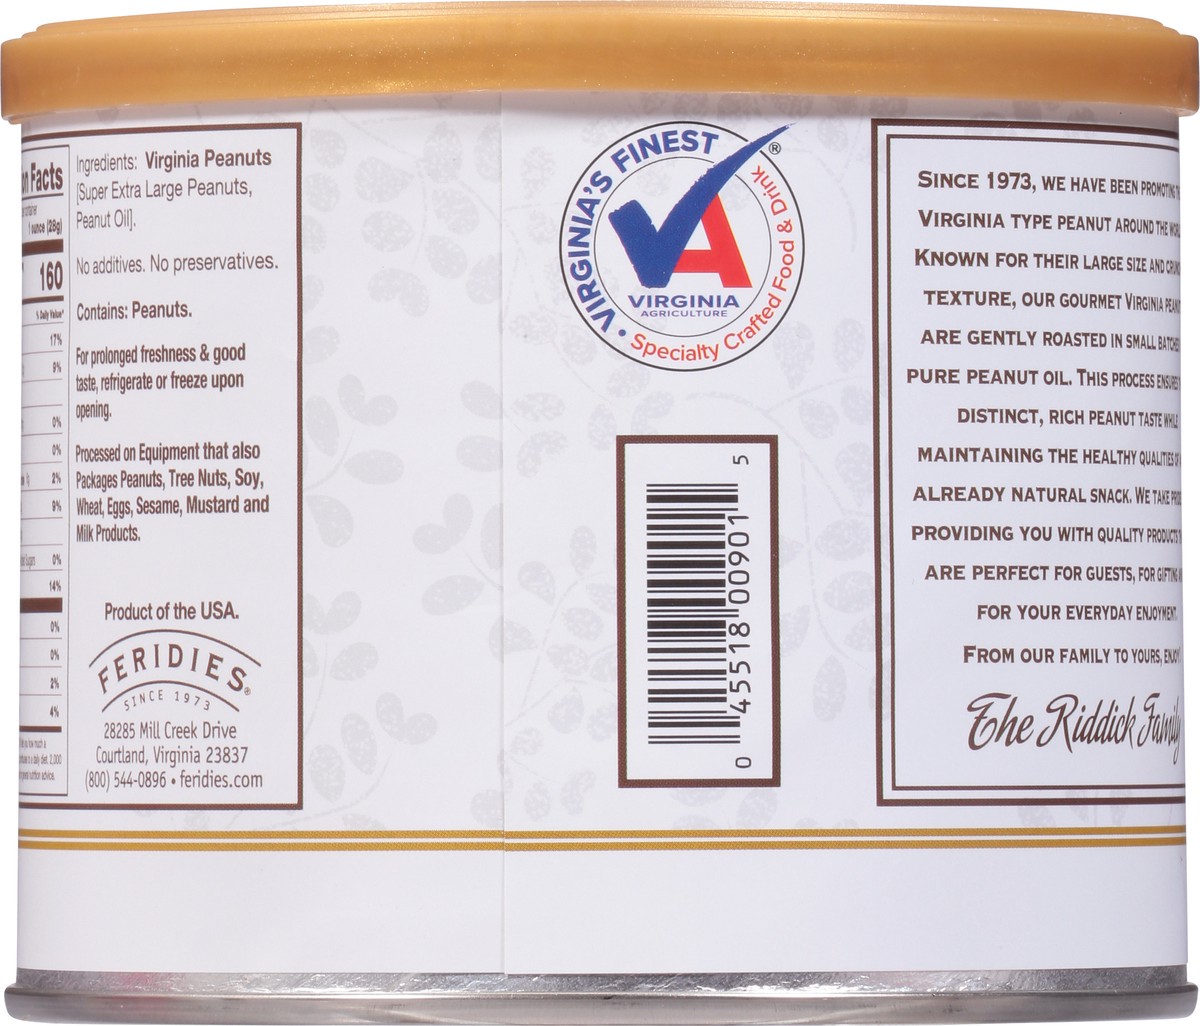 on Facts
1 ounce (28g)
160
% Daily Value*
17%
9%
0%
0%
2%
9%
0%
14%
0%
0%
2%
4%
Ingredients: Virginia Peanuts
[Super Extra Large Peanuts,
Peanut Oil].
No additives. No preservatives.
Contains: Peanuts.
For prolonged freshness & good
taste, refrigerate or freeze upon
opening.
Processed on Equipment that also
Packages Peanuts, Tree Nuts, Soy,
Wheat, Eggs, Sesame, Mustard and
Milk Products.
Product of the USA.
FERIDIES®
SINCE 1973
28285 Mill Creek Drive
Courtland, Virginia 23837
(800) 544-0896 • feridies.com
• VIRGINIA'S FINEST ®
VA
VIRGINIA
AGRICULTURE
• Specialty Crafted Food & Drink
0 45518 00901 5
SINCE 1973, WE HAVE BEEN PROMOTING
VIRGINIA TYPE PEANUT AROUND THE
KNOWN FOR THEIR LARGE SIZE AND
TEXTURE, OUR GOURMET VIRGINIA
ARE GENTLY ROASTED IN SMALL
PURE PEANUT OIL. THIS PROCESS
DISTINCT, RICH PEANUT TASTE WHILE
MAINTAINING THE HEALTHY QUALITIES
ALREADY NATURAL SNACK. WE TAKE
PROVIDING YOU WITH QUALITY PRODUCTS
ARE PERFECT FOR GUESTS, FOR
FOR YOUR EVERYDAY ENJOYMENT.
FROM OUR FAMILY TO YOURS,
The Riddick Family